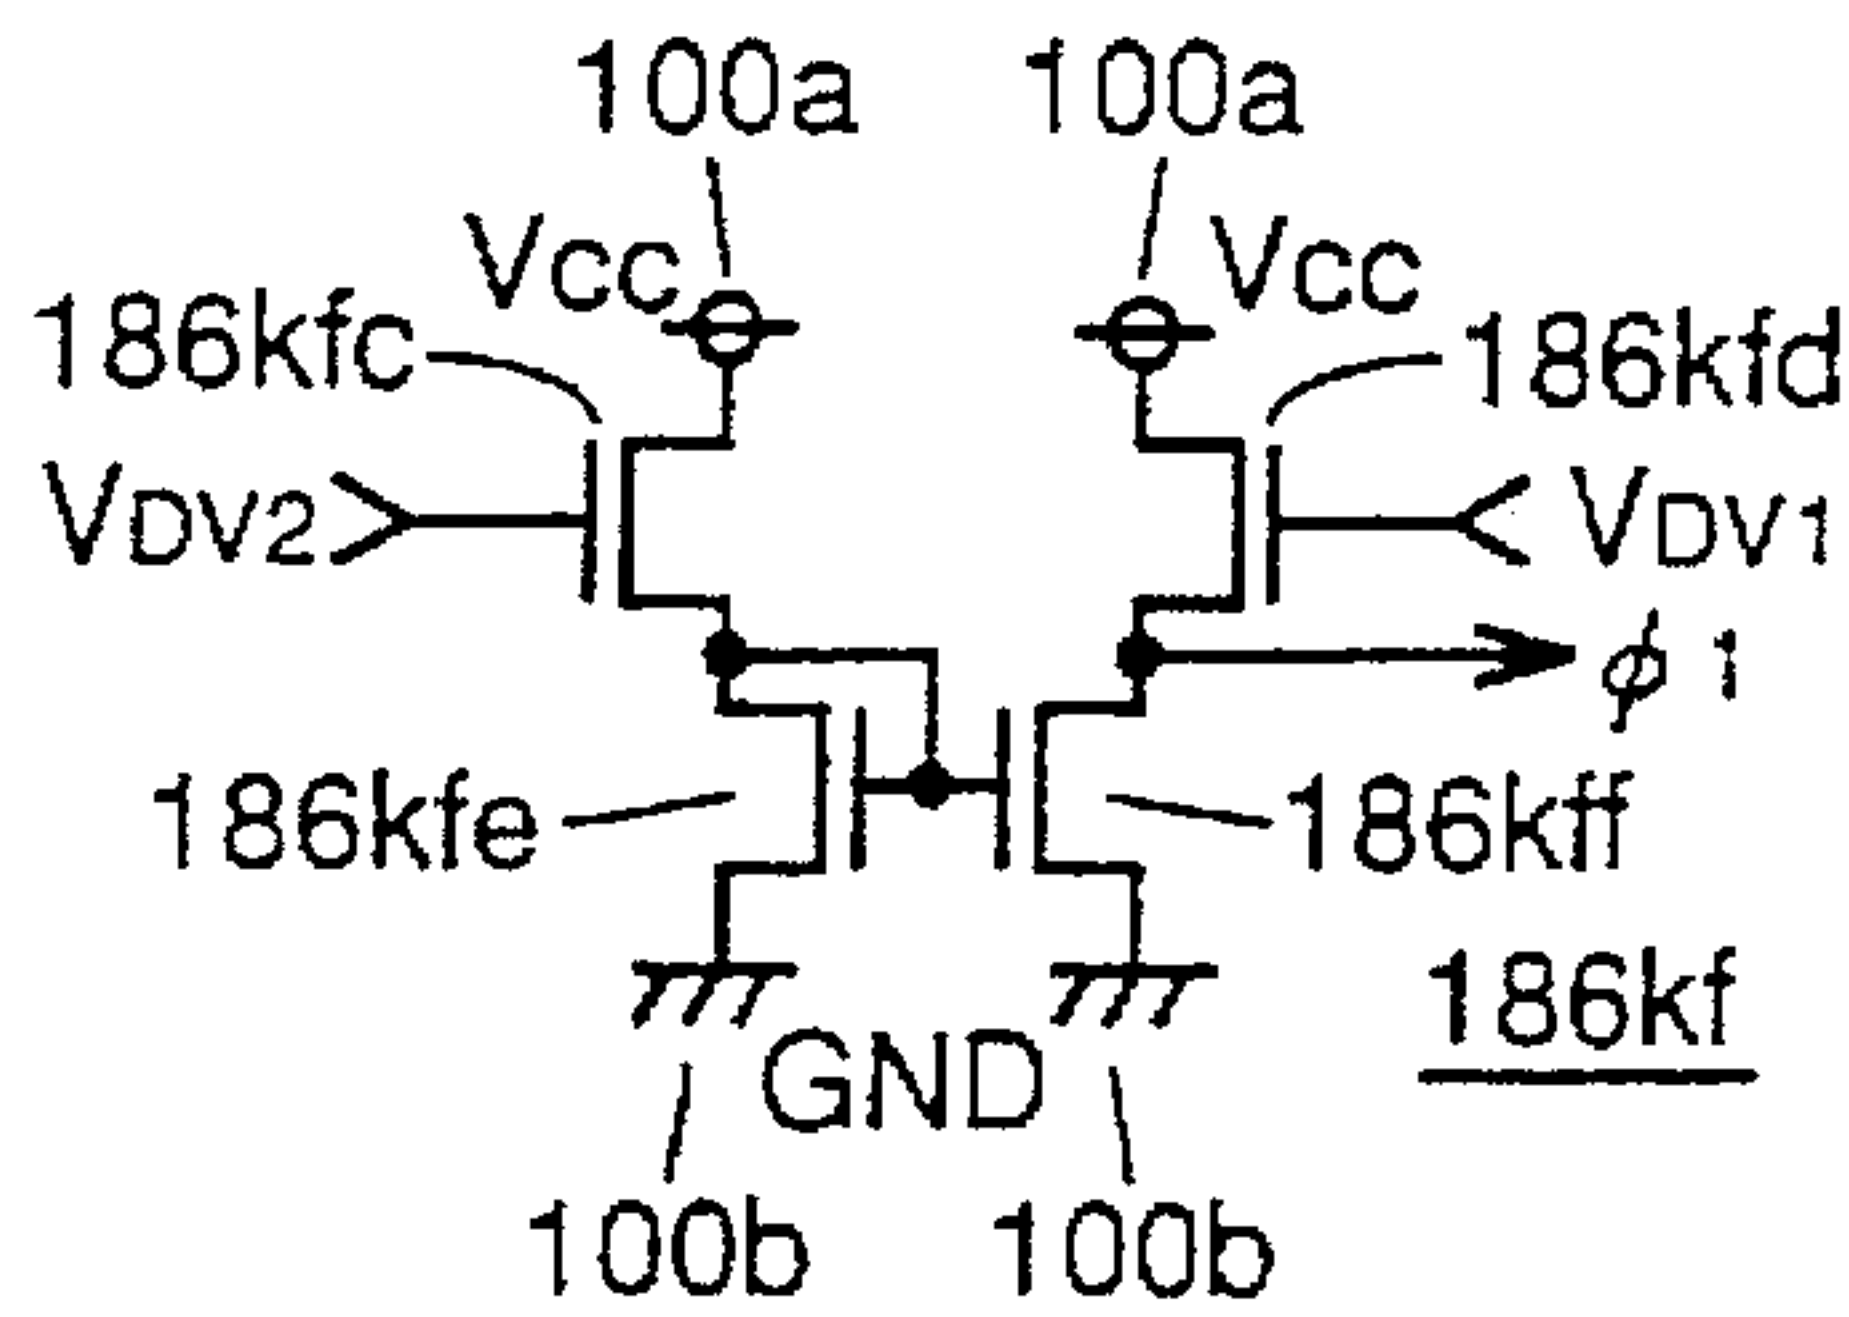 100a 100a
Vcc Vcc
186kfc 186kfd
VDV2 VDV1
ϕ1
186kfe 186kff
186kf
GND
100b 100b